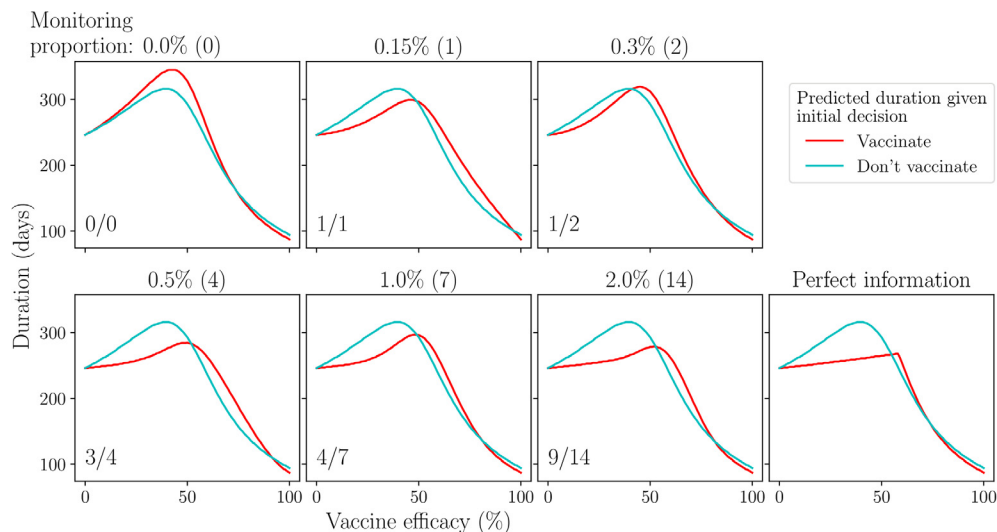 Monitoring
proportion: 0.0% (0)
0.15% (1)
0.3% (2)
300
200
100
0/0
1/1
1/2
Predicted duration given
initial decision
Vaccinate
Don't vaccinate
Duration (days)
0.5% (4)
1.0% (7)
2.0% (14)
Perfect information
300
200
100
3/4
4/7
9/14
0 50 100
0 50 100
0 50 100
0 50 100
Vaccine efficacy (%)